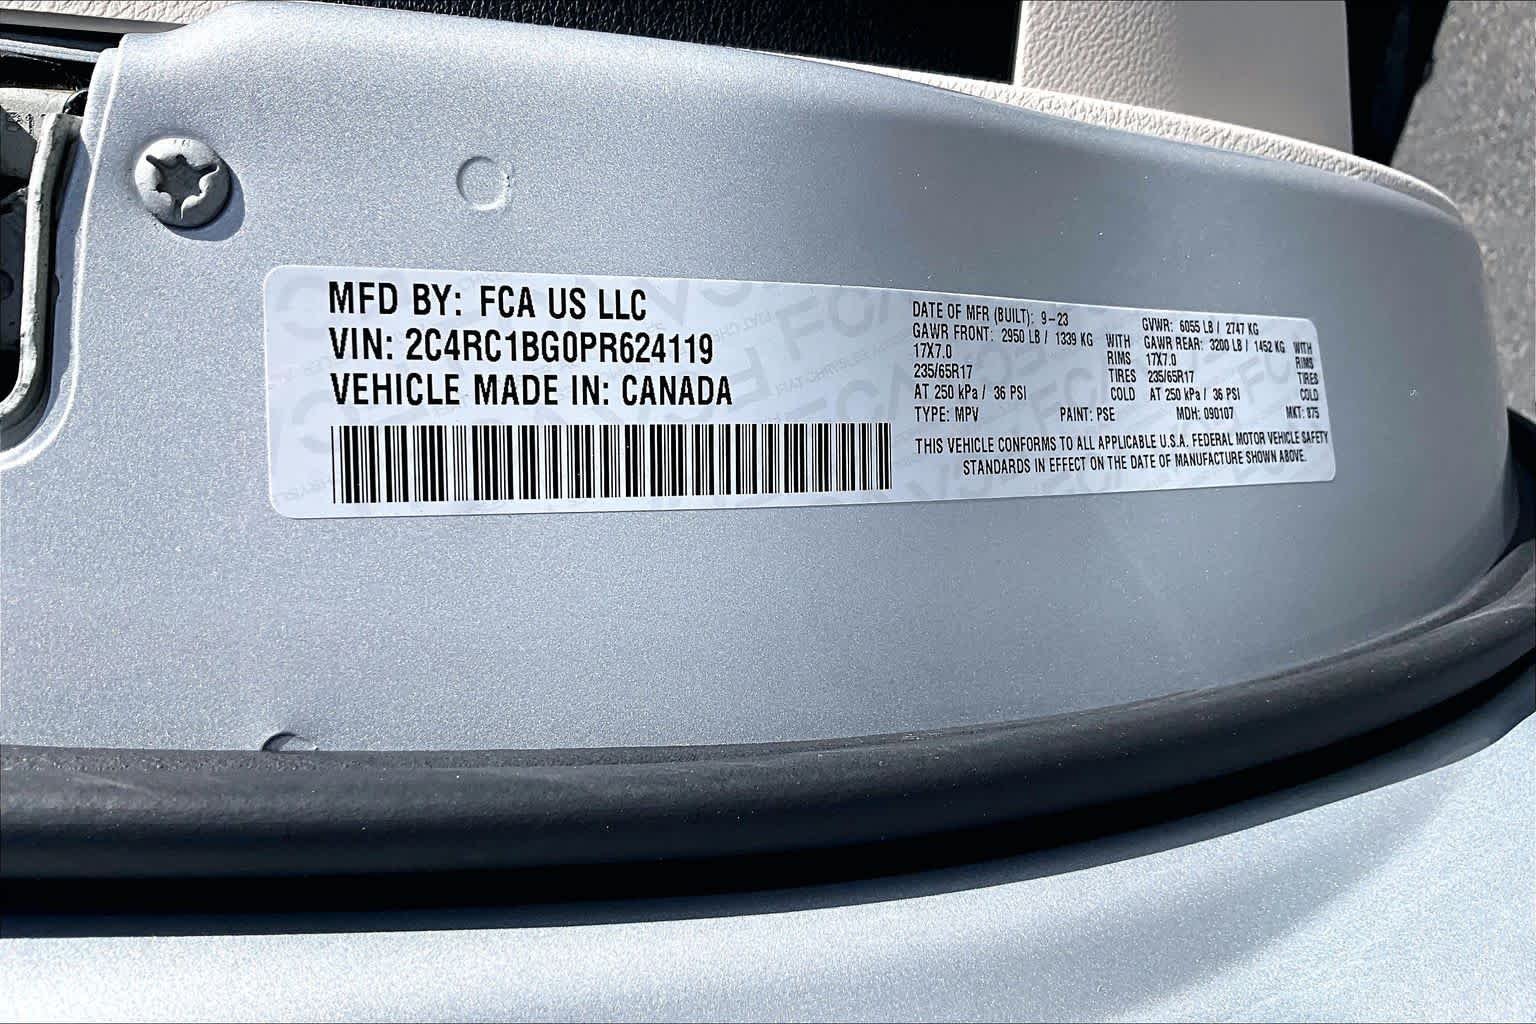 MFD BY: FCA US LLC
VIN: 2C4RC1BG0PR624119
VEHICLE MADE IN: CANADA
DATE OF MFR (BUILT): 9-23 GVWR: 6055 LB / 2747 KG
GAWR FRONT: 2950 LB / 1339 KG WITH GAWR REAR: 3200 LB / 1452 KG WITH
17X7.0 RIMS 17X7.0 RIMS
235/65R17 TIRES 235/65R17 TIRES
AT 250 kPa / 36 PSI COLD AT 250 kPa / 36 PSI COLD
TYPE: MPV PAINT: PSE MDH: 090107 MKT: 875
THIS VEHICLE CONFORMS TO ALL APPLICABLE U.S.A. FEDERAL MOTOR VEHICLE SAFETY
STANDARDS IN EFFECT ON THE DATE OF MANUFACTURE SHOWN ABOVE.